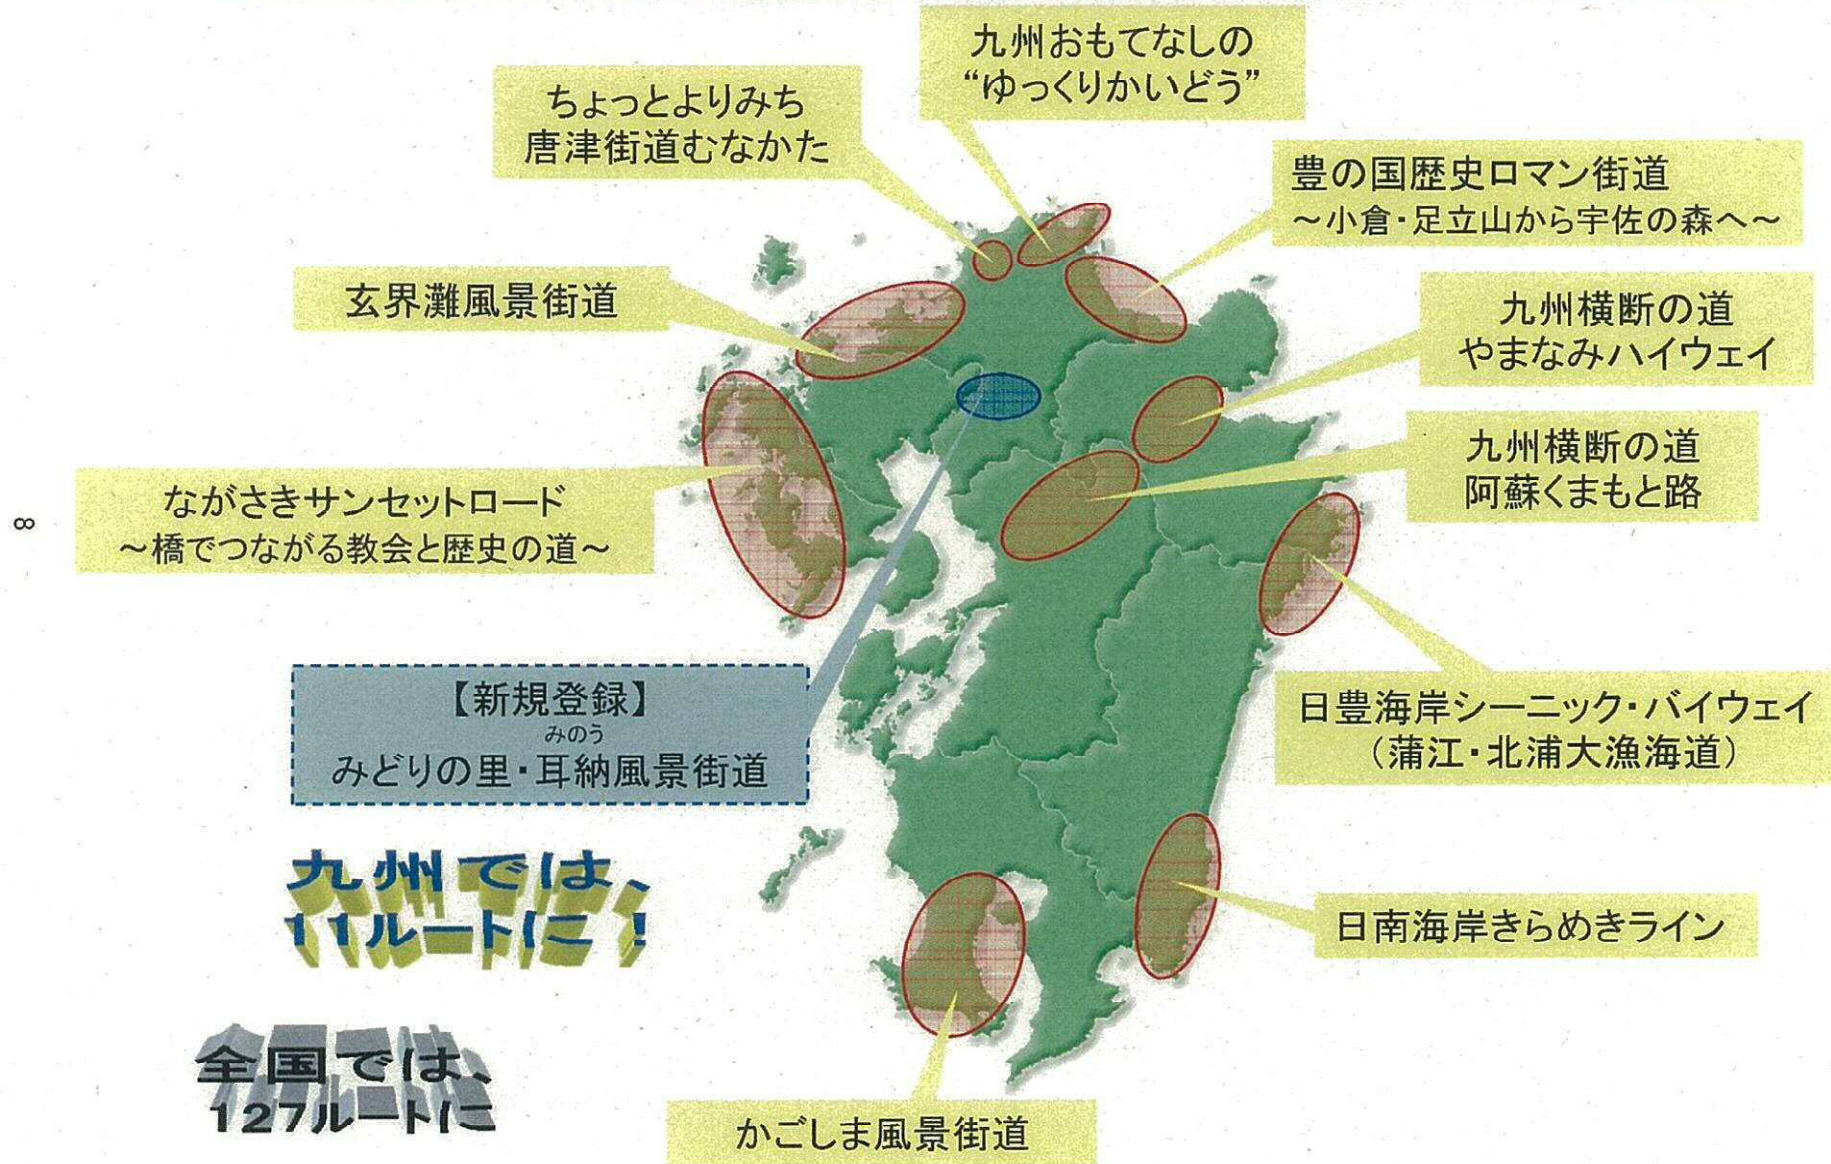 九州おもてなしの
“ゆっくりかいどう”
ちょっとよりみち
唐津街道むなかた
豊の国歴史ロマン街道
～小倉・足立山から宇佐の森へ～
玄界灘風景街道
九州横断の道
やまなみハイウェイ
九州横断の道
阿蘇くまもと路
ながさきサンセットロード
～橋でつながる教会と歴史の道～
8
【新規登録】
みのう
みどりの里・耳納風景街道
日豊海岸シーニック・バイウェイ
（蒲江・北浦大漁海道）
九州では、
11ルートに！
日南海岸きらめきライン
全国では、
127ルートに
かごしま風景街道